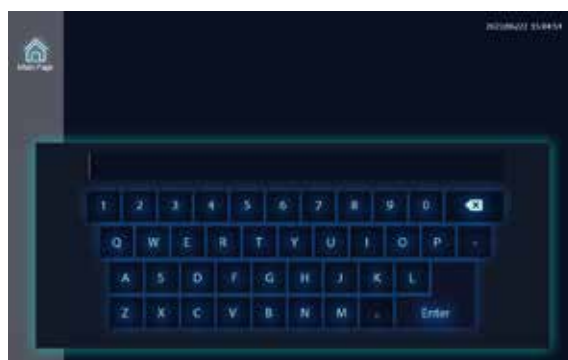 Main Page
1 2 3 4 5 6 7 8 9 0
Q W E R T Y U I O P -
A S D F G H J K L
Z X C V B N M . Enter